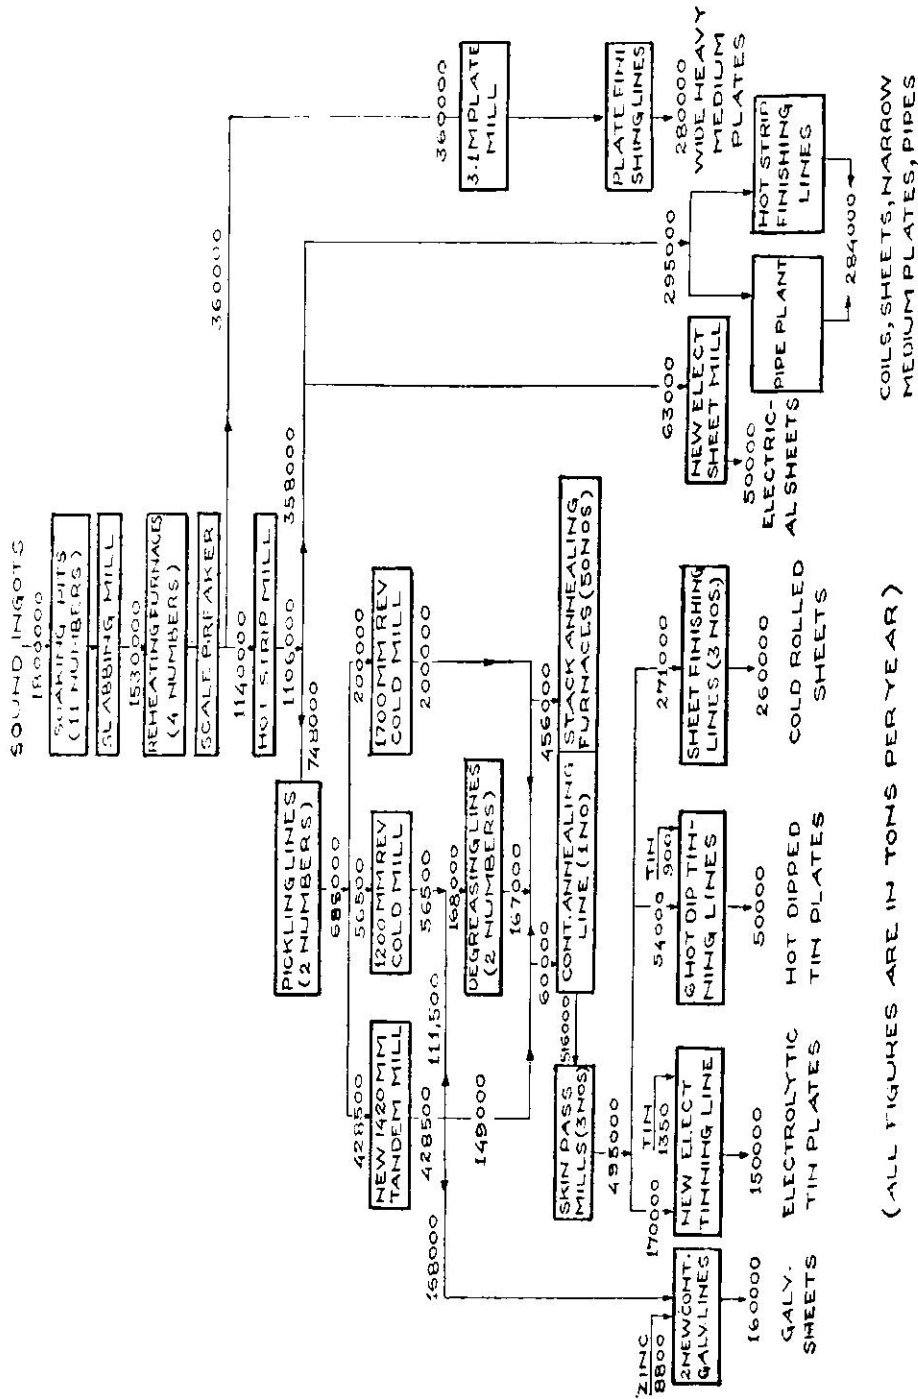 SOUND INGOTS
1800000
SOAKING PITS
(11 NUMBERS)
SLABBING MILL
1530000
REHEATING FURNACES
(4 NUMBERS)
SCALE BREAKER
1140000
360000
HOT STRIP MILL
1106000
748000
358000
PICKLING LINES
(2 NUMBERS)
685000
428500
56500
200000
NEW 1420 MM
TANDEM MILL
1200 MM REV
COLD MILL
1700 MM REV
COLD MILL
428500
111,500
56500
200000
168000
168000
149000
DEGREASING LINES
(2 NUMBERS)
167000
60000
456000
CONT. ANNEALING
LINE (1 NO)
STACK ANNEALING
FURNACES (50 NOS)
516000
SKIN PASS
MILLS (3 NOS)
495000
360000
3·1M PLATE
MILL
PLATE FINI
SHING LINES
280000
WIDE HEAVY
MEDIUM
PLATES
63000
295000
ZINC
8800
170000
TIN
1350
54000
TIN
900
271000
2 NEW CONT.
GALV. LINES
NEW ELECT
TINNING LINE
6 HOT DIP TIN-
NING LINES
SHEET FINISHING
LINES (3 NOS.)
NEW ELECT
SHEET MILL
PIPE PLANT
HOT STRIP
FINISHING
LINES
160000
150000
50000
260000
50000
284000
GALV.
SHEETS
ELECTROLYTIC
TIN PLATES
HOT DIPPED
TIN PLATES
COLD ROLLED
SHEETS
ELECTRIC-
AL SHEETS
COILS, SHEETS, NARROW
MEDIUM PLATES, PIPES
(ALL FIGURES ARE IN TONS PER YEAR)